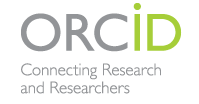 ORCiD
Connecting Research
and Researchers